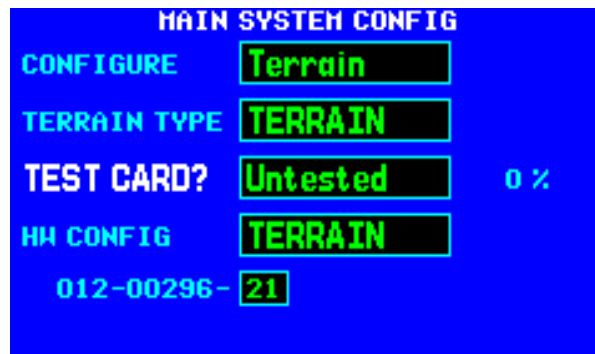 MAIN SYSTEM CONFIG
CONFIGURE Terrain
TERRAIN TYPE TERRAIN
TEST CARD? Untested 0 %
HW CONFIG TERRAIN
012-00296- 21